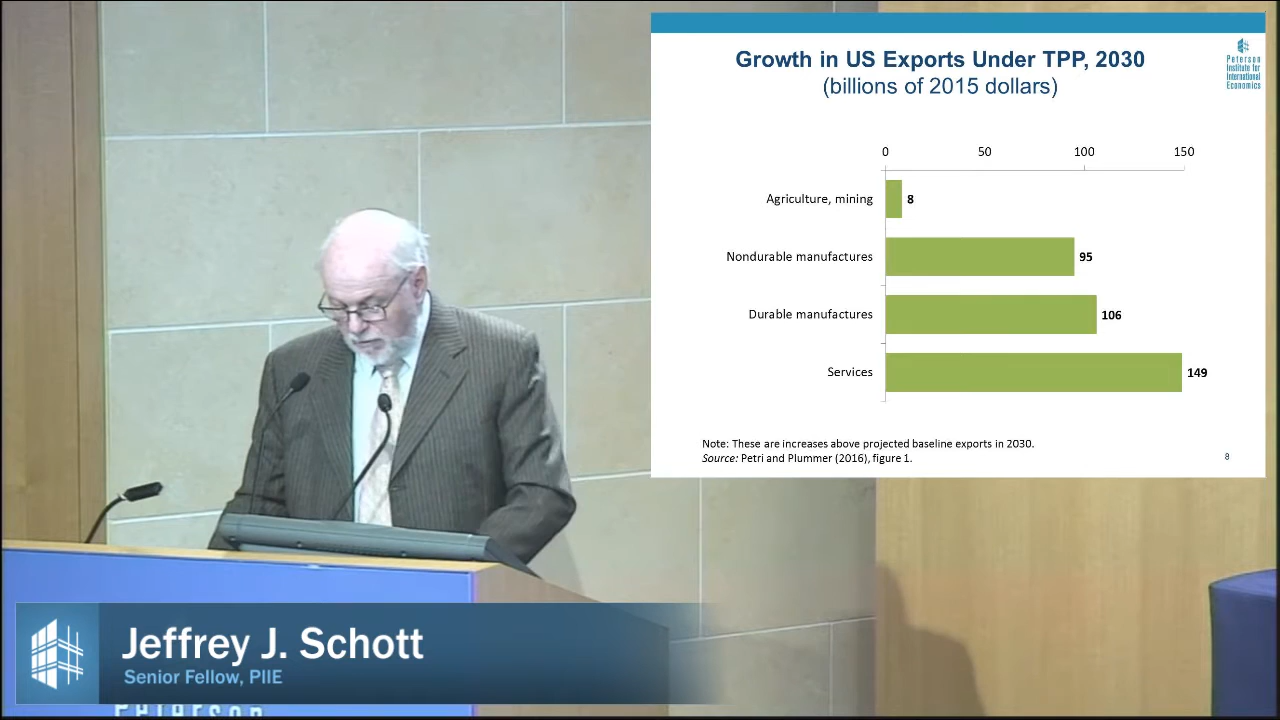 Growth in US Exports Under TPP, 2030
(billions of 2015 dollars)
Peterson
Institute for
International
Economics
0 50 100 150
Agriculture, mining 8
Nondurable manufactures 95
Durable manufactures 106
Services 149
Note: These are increases above projected baseline exports in 2030.
Source: Petri and Plummer (2016), figure 1.
8
Jeffrey J. Schott
Senior Fellow, PIIE
Peterson